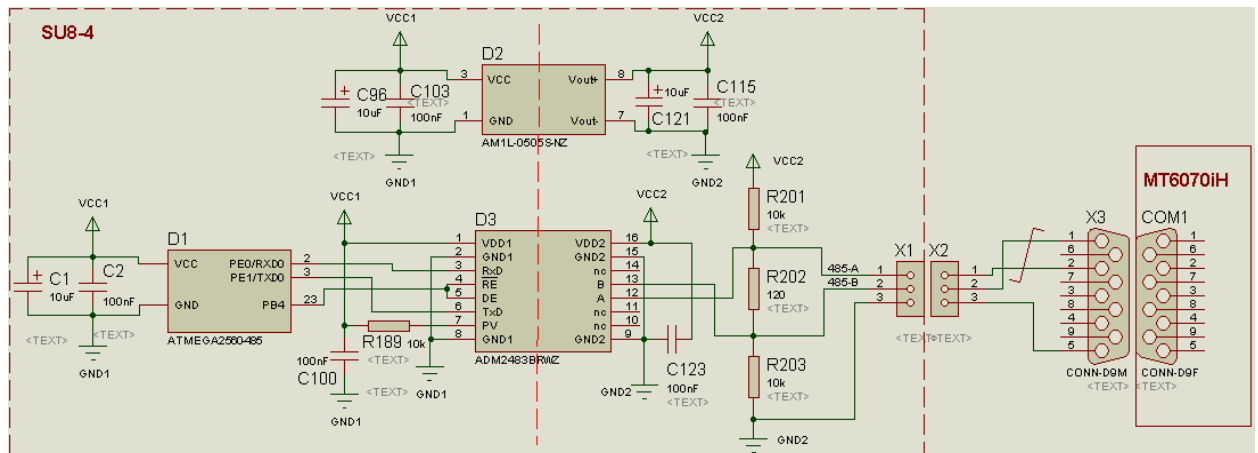 SU8-4
VCC1
VCC2
D2
3 VCC Vout+ 8
1 GND Vout- 7
AM1L-0505S-NZ
C96
10uF
<TEXT>
C103
<TEXT>
100nF
GND1
10uF
C121
<TEXT>
C115
<TEXT>
100nF
GND2
VCC2
R201
10k
<TEXT>
R202
120
<TEXT>
R203
10k
<TEXT>
GND2
VCC1
C1
10uF
<TEXT>
C2
100nF
<TEXT>
GND1
D1
VCC
GND
PE0/RXD0 2
PE1/TXD0 3
PB4 23
ATMEGA2560-485
<TEXT>
VCC1
R189 10k
<TEXT>
100nF
C100
<TEXT>
GND1
GND1
D3
1 VDD1 VDD2 16
2 GND1 GND2 15
3 RxD nc 14
4 RE B 13
5 DE A 12
6 TxD nc 11
7 PV nc 10
8 GND1 GND2 9
ADM2483BRWZ
VCC2
GND2
C123
100nF
<TEXT>
485-A
485-B
X1
1
2
3
<TEXT>
X2
1
2
3
<TEXT>
X3
1
6
2
7
3
8
4
9
5
CONN-D9M
<TEXT>
MT6070iH
COM1
1
6
2
7
3
8
4
9
5
CONN-D9F
<TEXT>